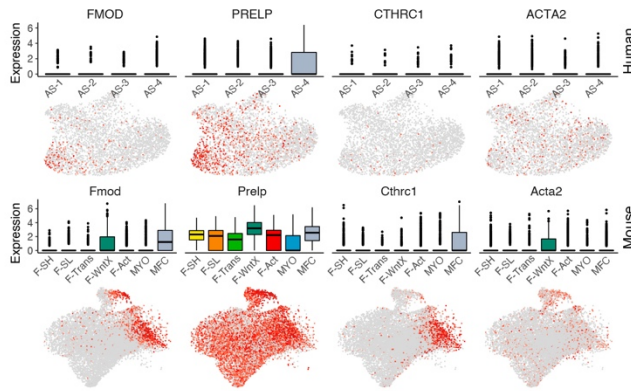 FMOD PRELP CTHRC1 ACTA2
Expression
6
4
2
0
Human
AS-1 AS-2 AS-3 AS-4 AS-1 AS-2 AS-3 AS-4 AS-1 AS-2 AS-3 AS-4 AS-1 AS-2 AS-3 AS-4
Fmod Prelp Cthrc1 Acta2
Expression
6
4
2
0
Mouse
F-SH F-SL F-Trans F-WntX F-Act MYO MFC F-SH F-SL F-Trans F-WntX F-Act MYO MFC F-SH F-SL F-Trans F-WntX F-Act MYO MFC F-SH F-SL F-Trans F-WntX F-Act MYO MFC